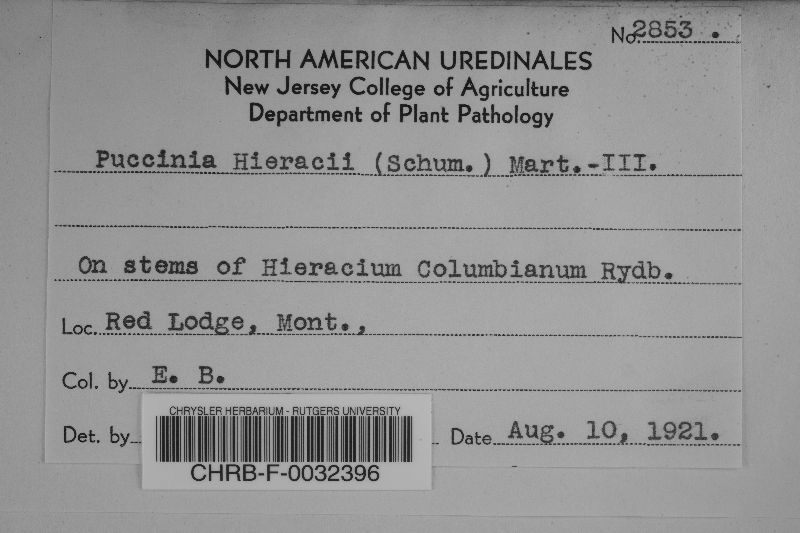 No. 2853 .
NORTH AMERICAN UREDINALES
New Jersey College of Agriculture
Department of Plant Pathology
Puccinia Hieracii (Schum.) Mart.-III.
On stems of Hieracium Columbianum Rydb.
Loc. Red Lodge, Mont.,
Col. by E. B.
Det. by Date Aug. 10, 1921.
CHRYSLER HERBARIUM - RUTGERS UNIVERSITY
CHRB-F-0032396